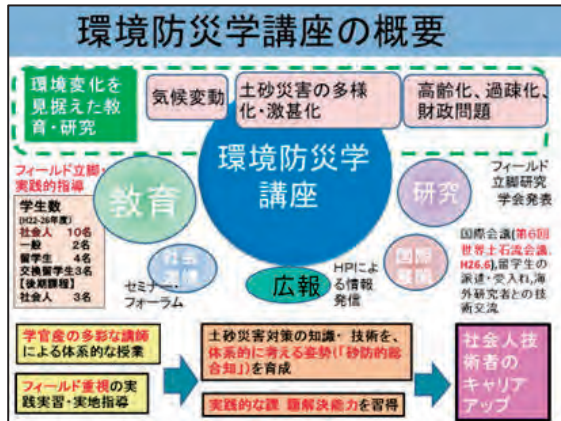 環境防災学講座の概要
環境変化を
見据えた教
育・研究
気候変動
土砂災害の多様
化・激甚化
高齢化、過疎化、
財政問題
環境防災学
講座
フィールド立脚・
実践的指導
教育
学生数
(H22-26年度)
社会人 10名
一般 2名
留学生 4名
交換留学生3名
【後期課程】
社会人 3名
社会
連携
セミナー・
フォーラム
広報
HPによ
る情報
発信
研究
フィールド
立脚研究
学会発表
国際
展開
国際会議(第6回
世界土石流会議、
H26.6),留学生の
派遣・受入れ,海
外研究者との技
術交流
学官産の多彩な講師
による体系的な授業
フィールド重視の実
践実習・実地指導
土砂災害対策の知識・ 技術を、
体系的に考える姿勢(「砂防的総
合知」)を育成
実践的な課 題解決能力を習得
社会人技
術者の
キャリア
アップ